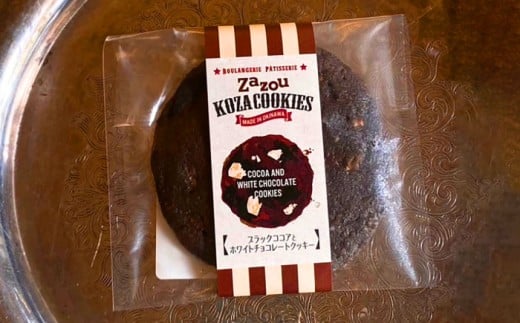 BOULANGERIE PÂTISSERIE
Zazou
KOZA COOKIES
MADE IN OKINAWA
COCOA AND
WHITE CHOCOLATE
COOKIES
ブラックココアと
ホワイトチョコレートクッキー